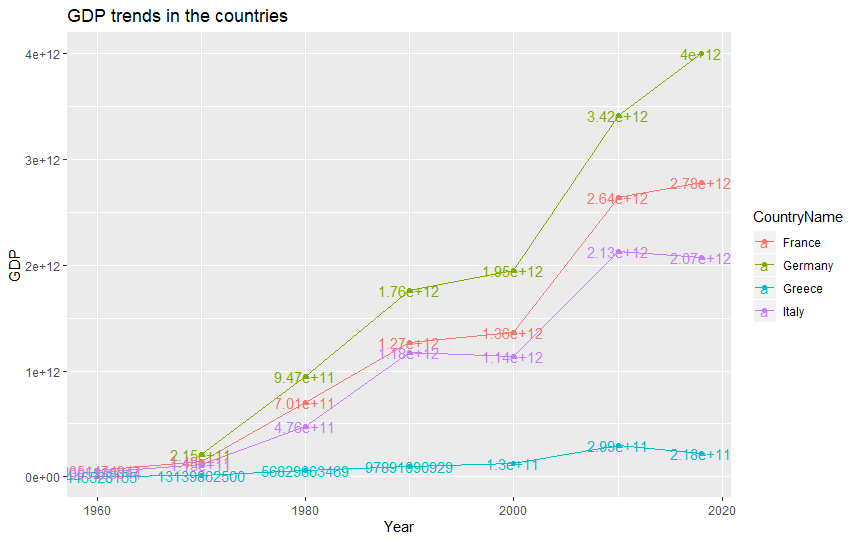 GDP trends in the countries
4e+12
3e+12
2e+12
1e+12
0e+00
GDP
4e+12
3.42e+12
2.78e+12
2.64e+12
2.13e+12
2.07e+12
1.95e+12
1.76e+12
1.36e+12
1.27e+12
1.18e+12
1.14e+12
9.47e+11
7.01e+11
4.76e+11
2.99e+11
2.18e+11
2.15e+11
1.3e+11
97891090929
56829663469
13139862500
1960
1980
2000
2020
Year
CountryName
a France
a Germany
a Greece
a Italy